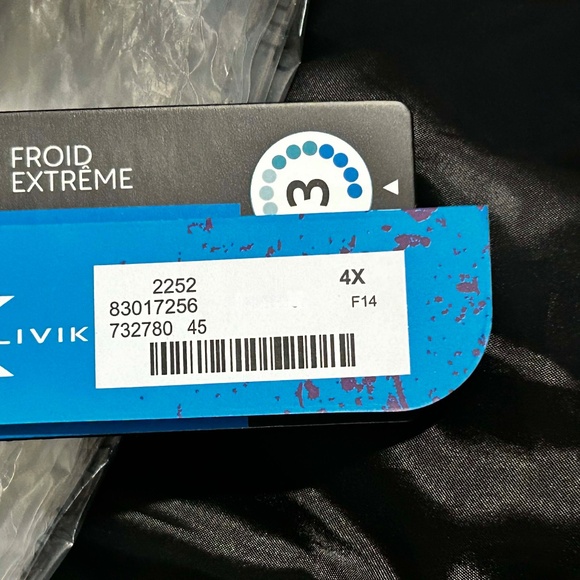 FROID
EXTRÊME
3
2252 4X
83017256 F14
732780 45
LIVIK